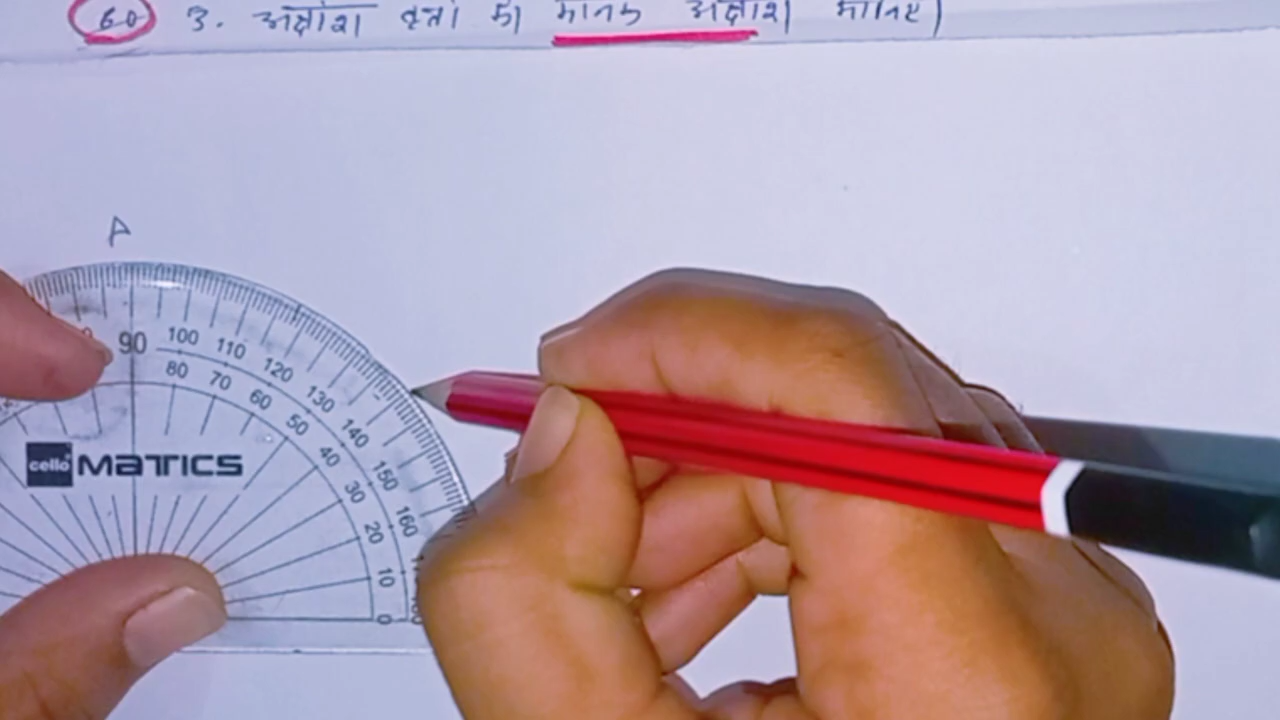 60 3. अक्षांश वृतों को मानक अक्षांश मानिए।
A
90 100 110 120 130 140 150 160
80 70 60 50 40 30 20 10 0
cello MATTICS